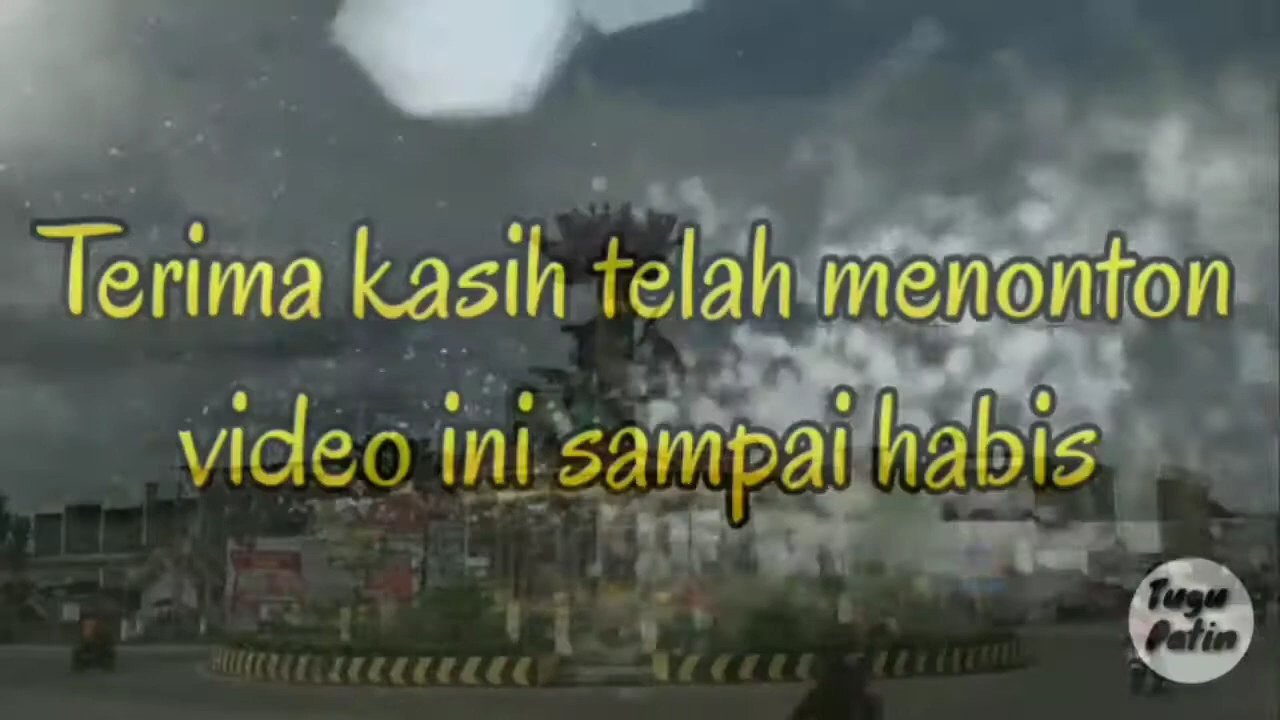 Terima kasih telah menonton
video ini sampai habis
Tugu
Patin